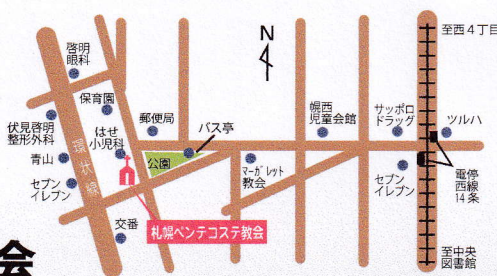 啓明
眼科
保育園
伏見啓明
整形外科
はせ
小児科
郵便局
バス亭
公園
青山
セブン
イレブン
環状線
交番
札幌ペンテコステ教会
N
マーガレット
教会
幌西
児童会館
サッポロ
ドラッグ
ツルハ
セブン
イレブン
電停
西線
14条
至西4丁目
至中央
図書館
会